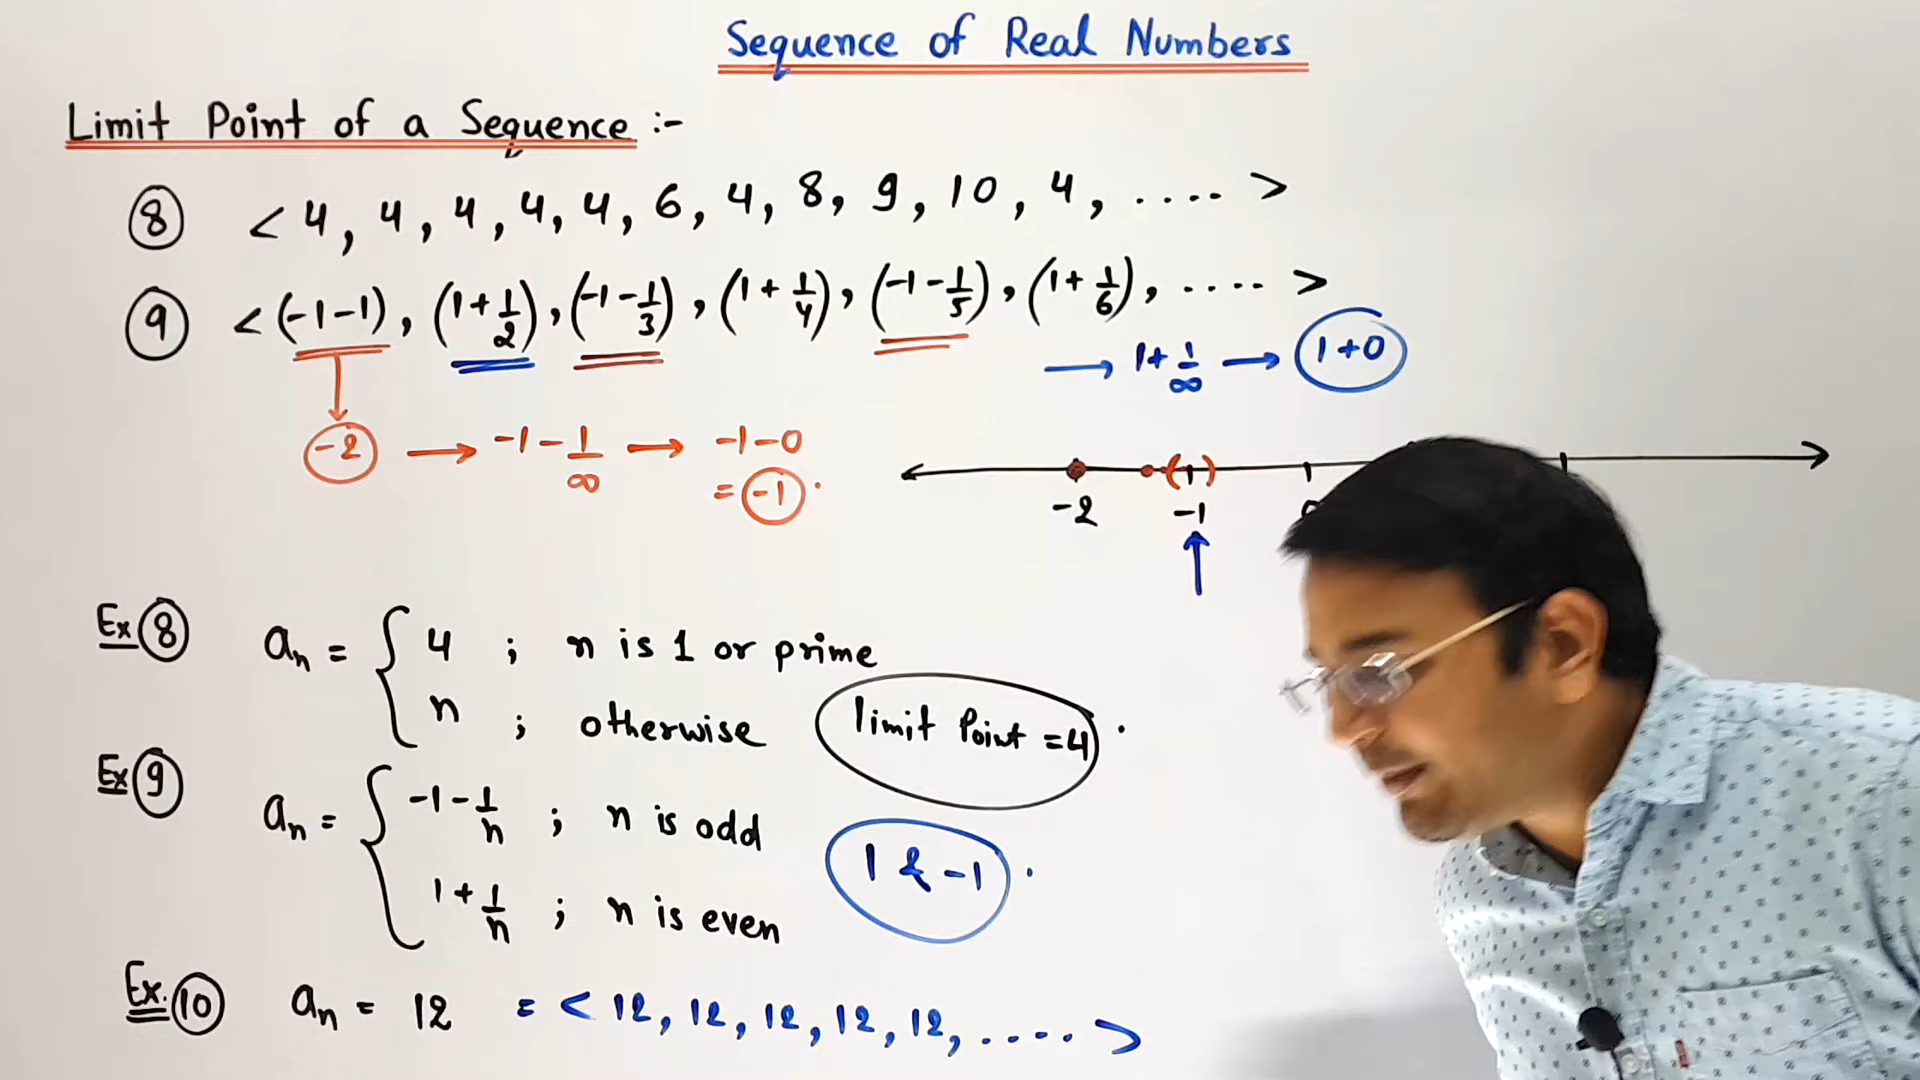 Sequence of Real Numbers
Limit Point of a Sequence :-
⑧ < 4, 4, 4, 4, 4, 6, 4, 8, 9, 10, 4, .... >
⑨ < (-1-1), (1+1/2), (-1-1/3), (1+1/4), (-1-1/5), (1+1/6), .... >
→ 1+1/∞ → 1+0
-2 → -1-1/∞ → -1-0
= -1 .
-2 -1
Ex ⑧ aₙ = { 4 ; n is 1 or prime
n ; otherwise
limit Point = 4 .
Ex ⑨ aₙ = { -1-1/n ; n is odd
1+1/n ; n is even
1 & -1 .
Ex. ⑩ aₙ = 12 = < 12, 12, 12, 12, 12, .... >